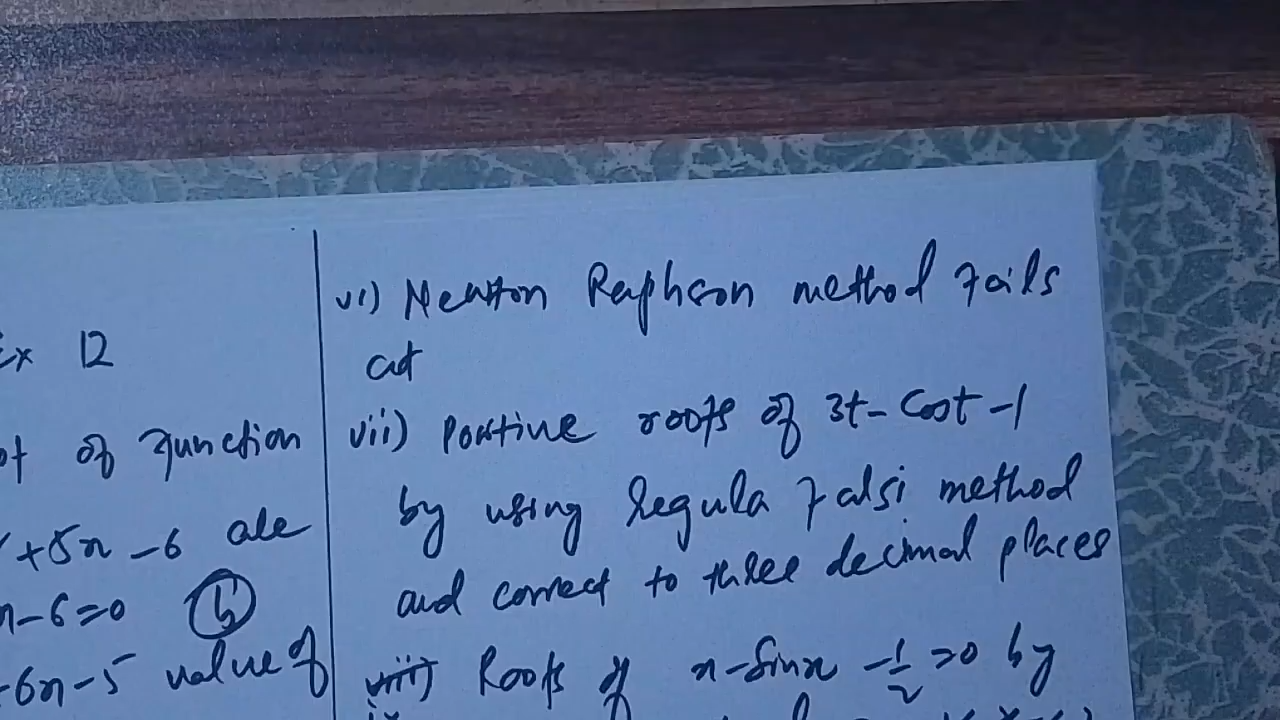 Ex 12
of function
+5x-6 are
x-6=0 (b)
-6x-5 value of
vi) Newton Raphson method fails
at
vii) Positive roots of 3t-Cost-1
by using Regula falsi method
and correct to three decimal places
Roots of x-Sinx-1/2=0 by